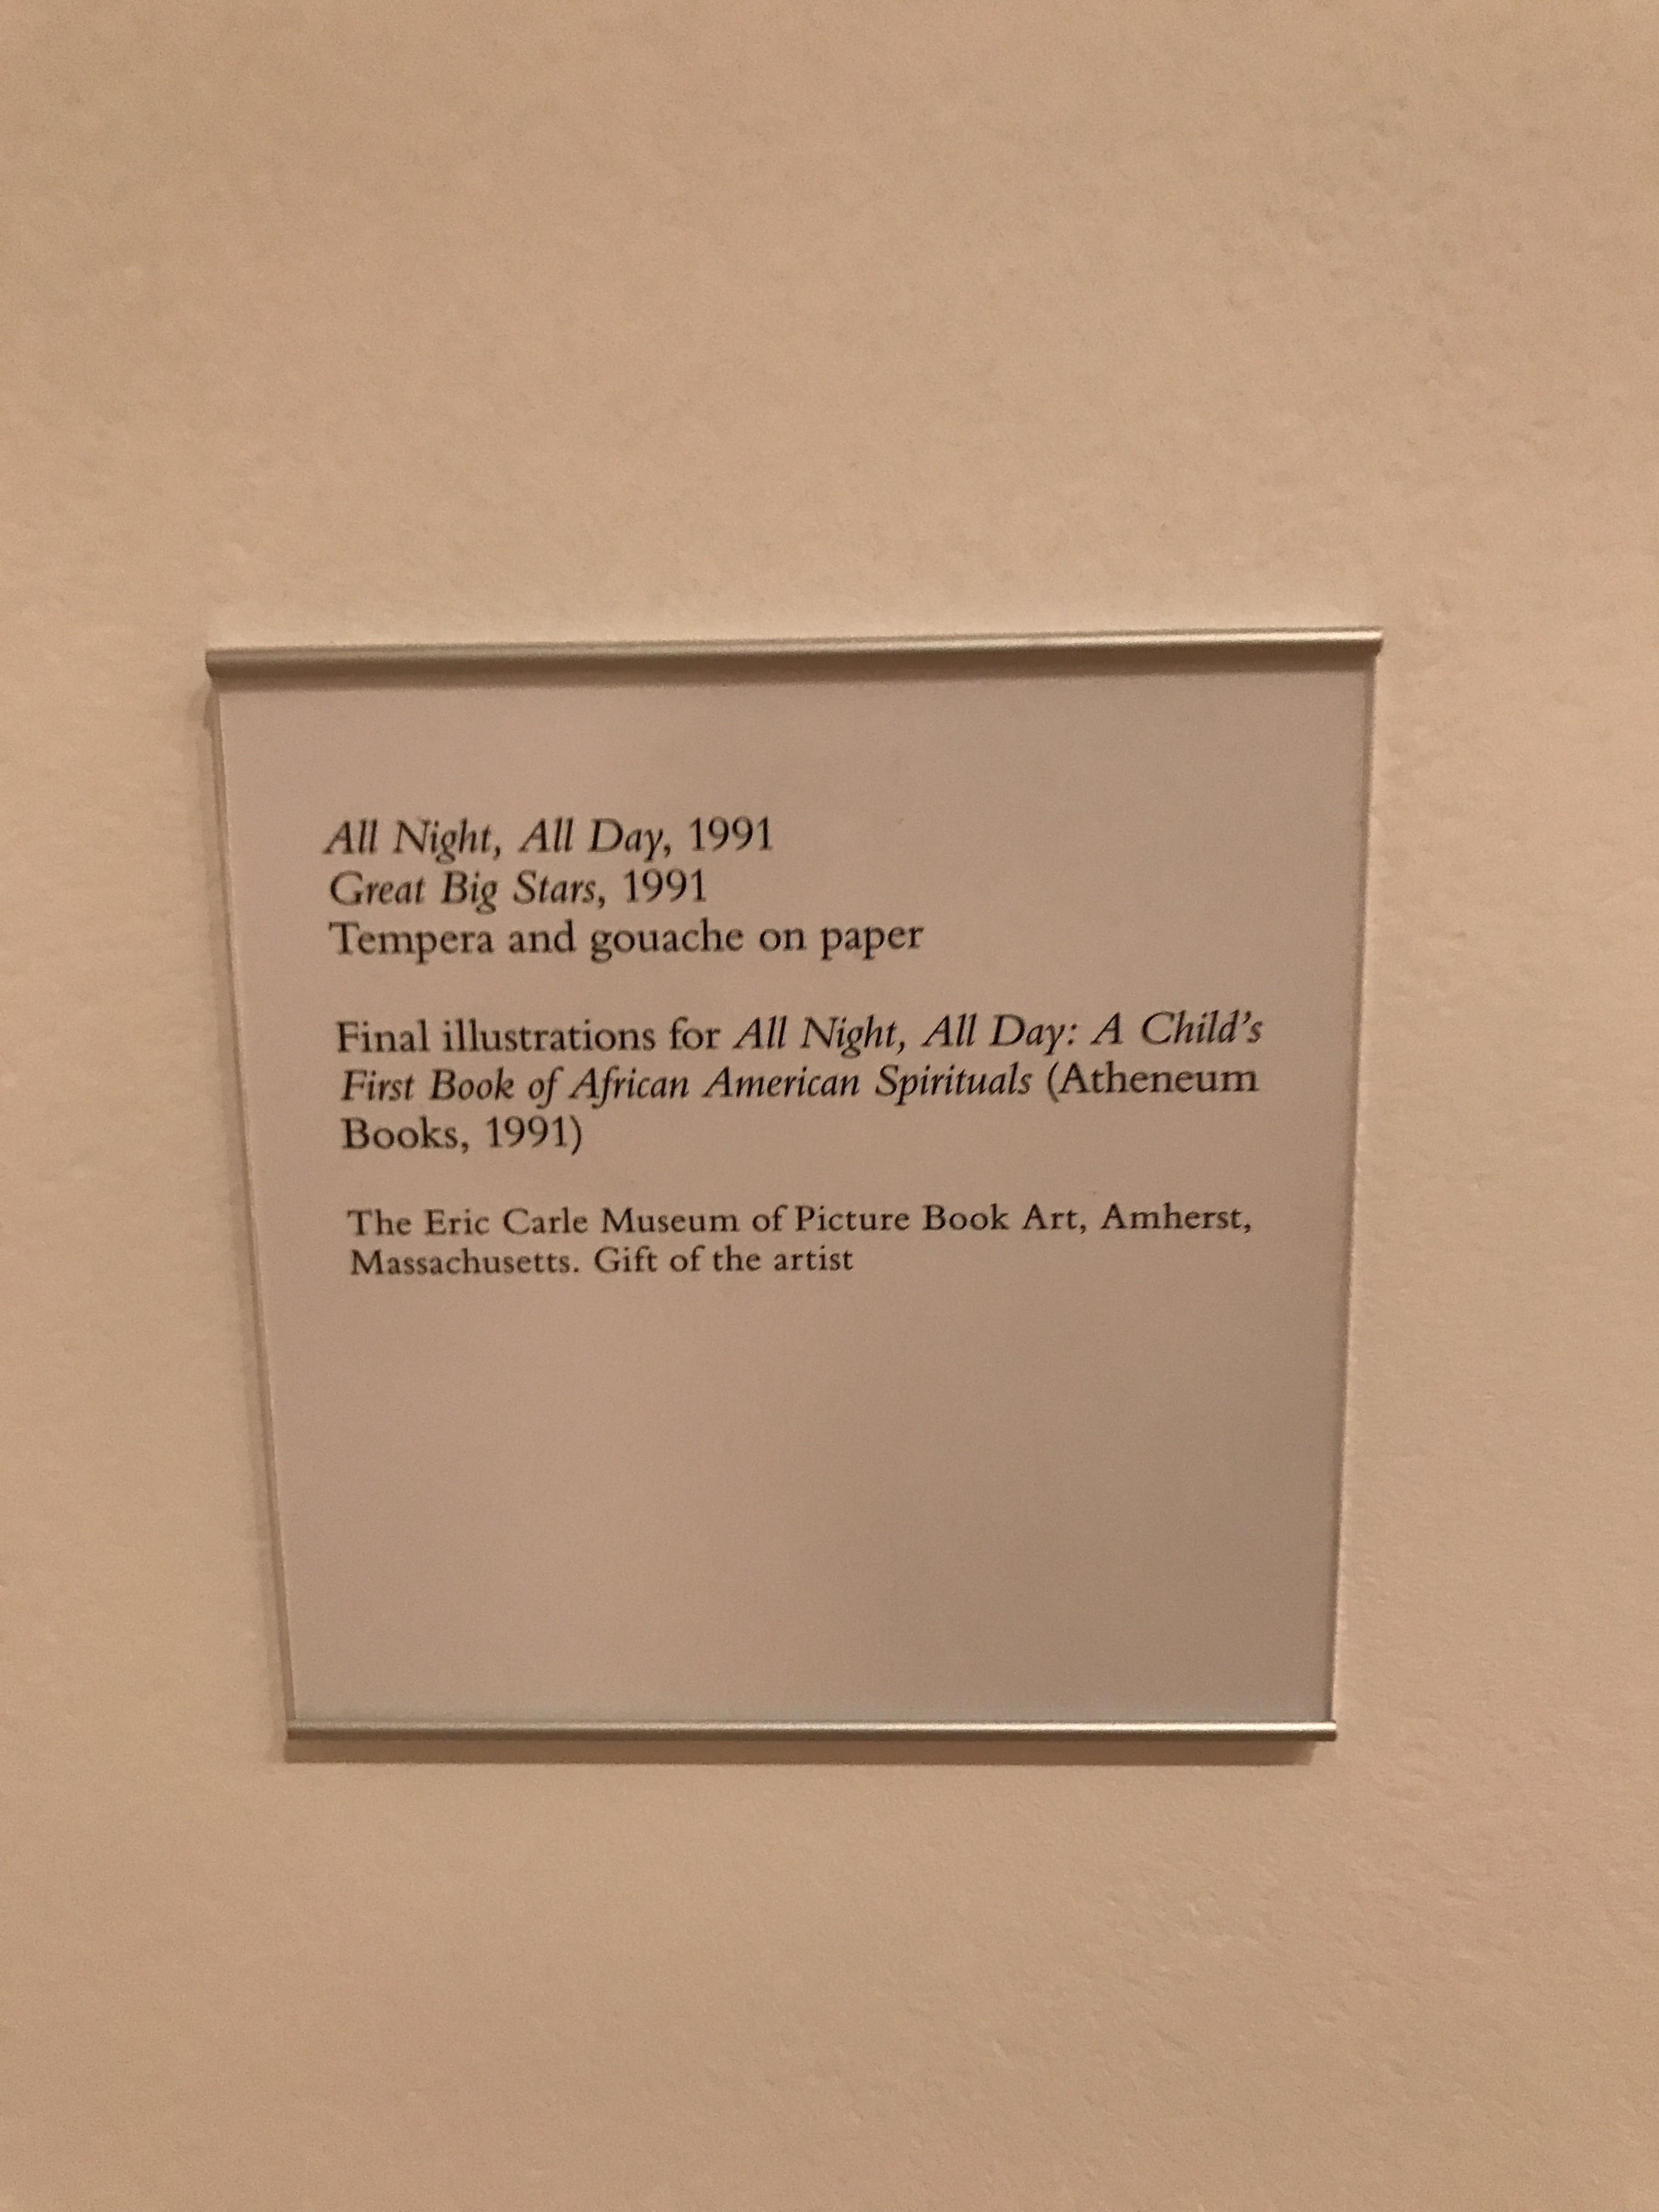 All Night, All Day, 1991
Great Big Stars, 1991
Tempera and gouache on paper
Final illustrations for All Night, All Day: A Child's
First Book of African American Spirituals (Atheneum
Books, 1991)
The Eric Carle Museum of Picture Book Art, Amherst,
Massachusetts. Gift of the artist